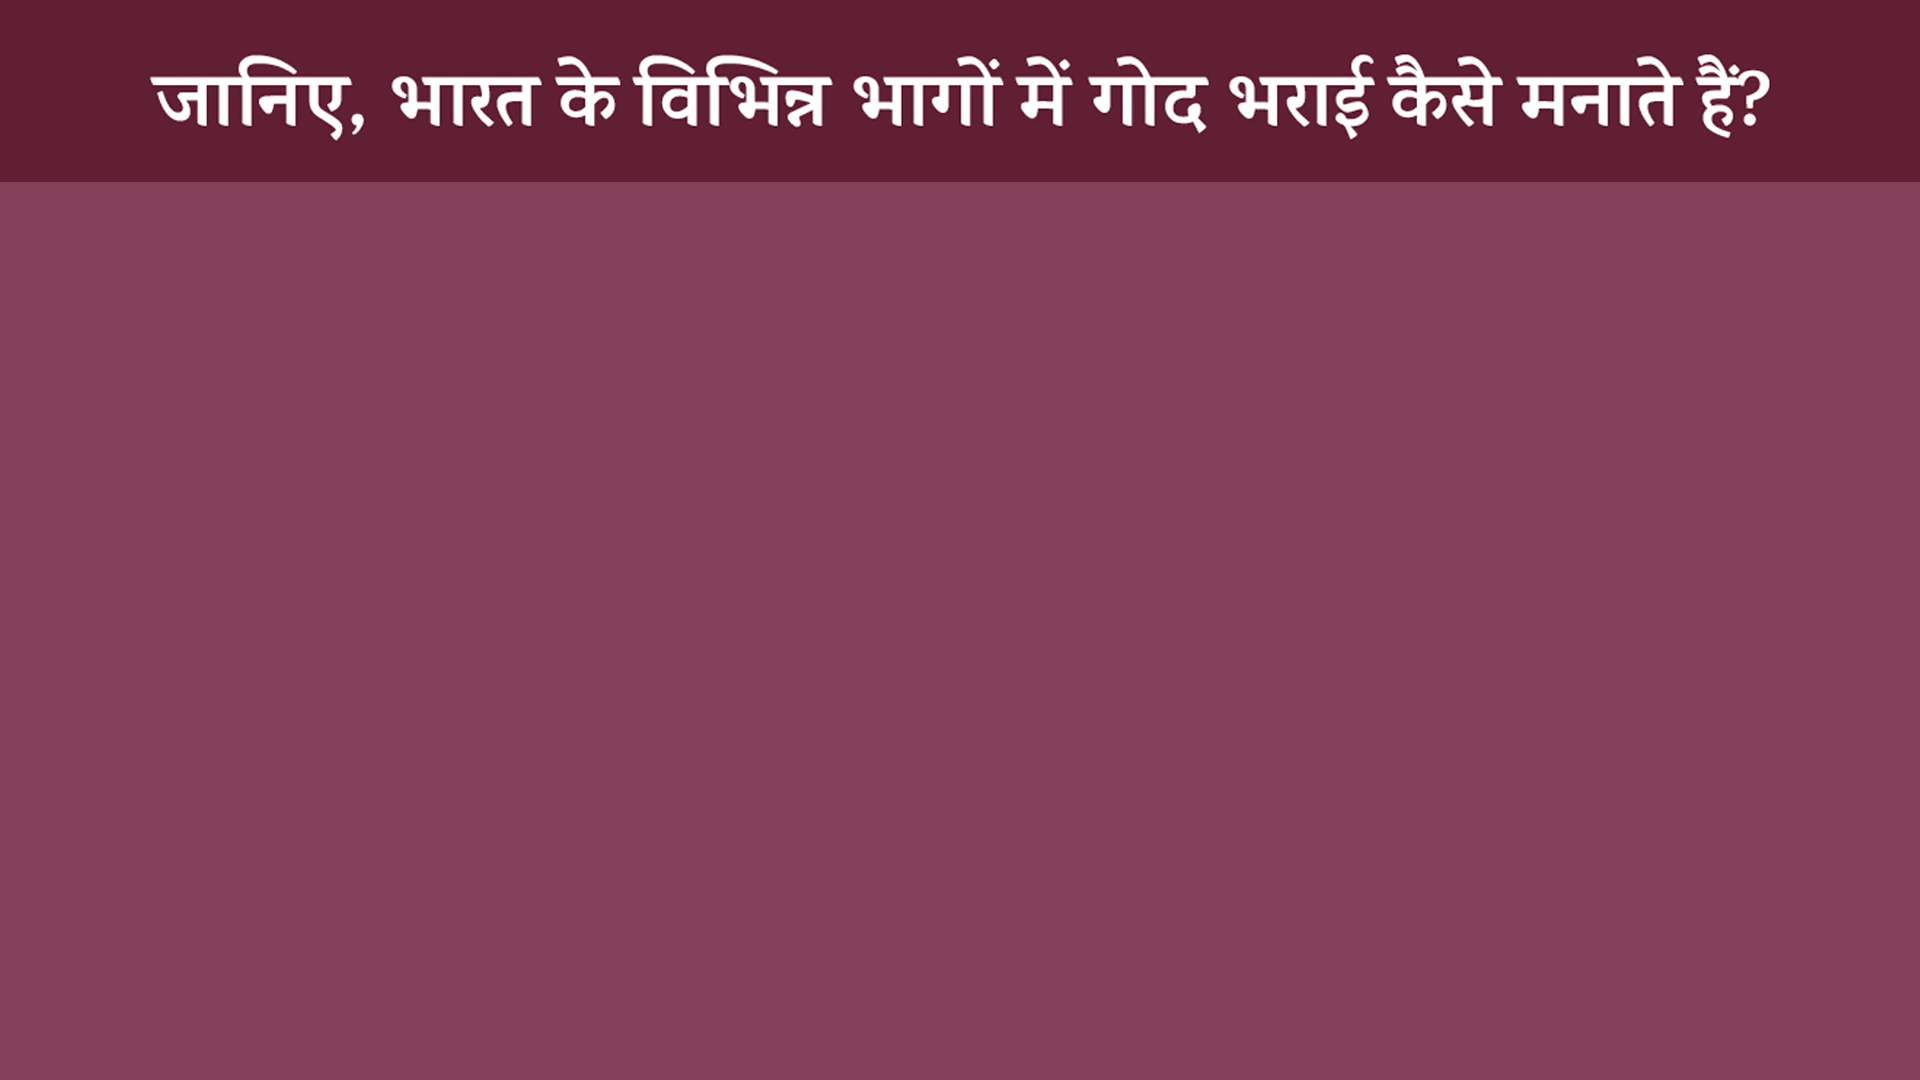 जानिए, भारत के विभिन्न भागों में गोद भराई कैसे मनाते हैं?